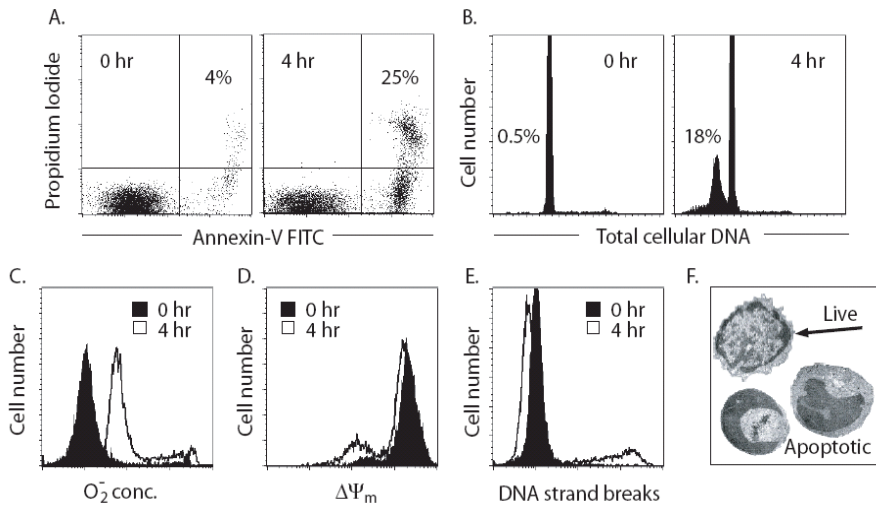 A.
0 hr
4%
4 hr
25%
Propidium Iodide
Annexin-V FITC
B.
0 hr
0.5%
4 hr
18%
Cell number
Total cellular DNA
C.
0 hr
4 hr
Cell number
O₂⁻ conc.
D.
0 hr
4 hr
Cell number
ΔΨₘ
E.
0 hr
4 hr
Cell number
DNA strand breaks
F.
Live
Apoptotic